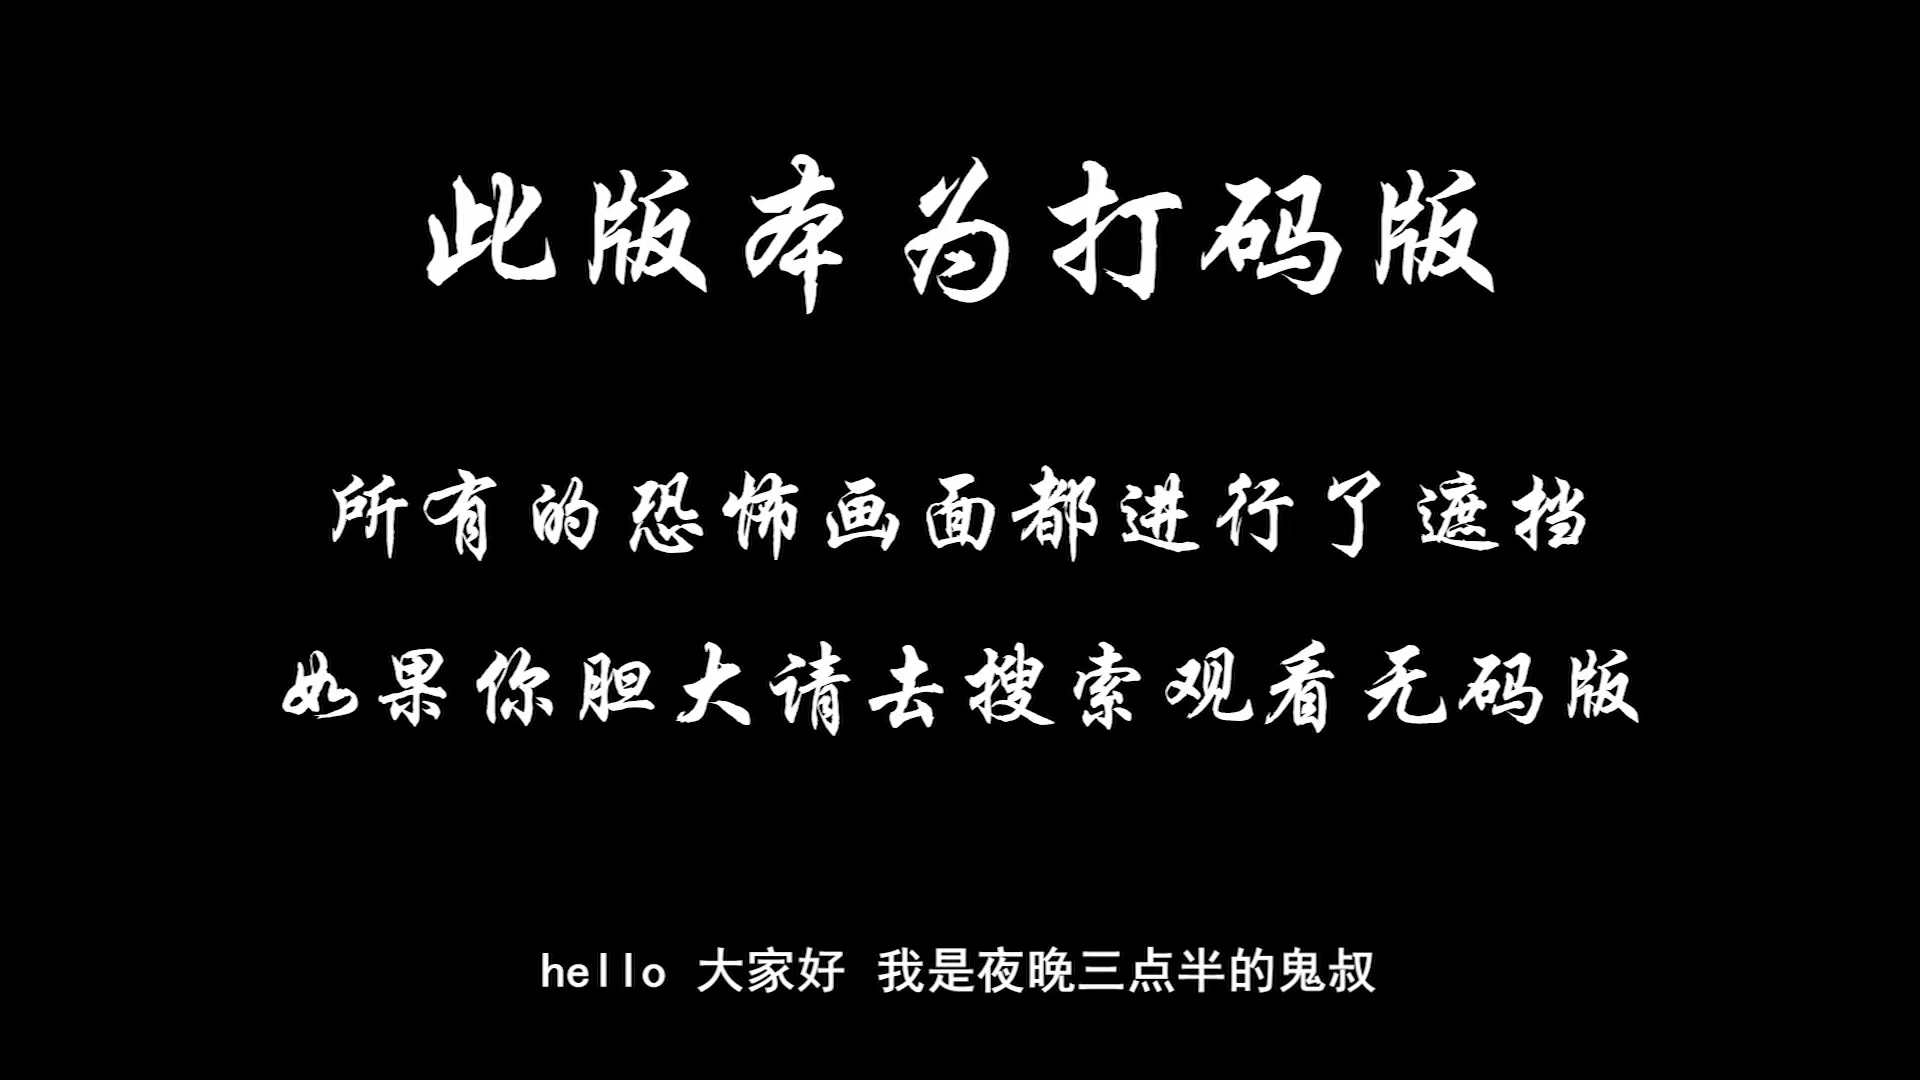 此版本为打码版
所有的恐怖画面都进行了遮挡
如果你胆大请去搜索观看无码版
hello 大家好 我是夜晚三点半的鬼叔